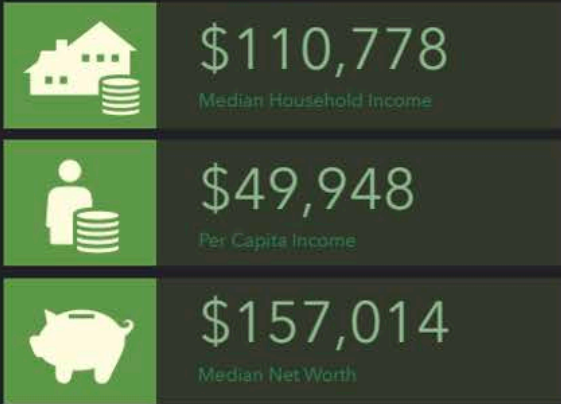 $110,778
Median Household Income
$49,948
Per Capita Income
$157,014
Median Net Worth